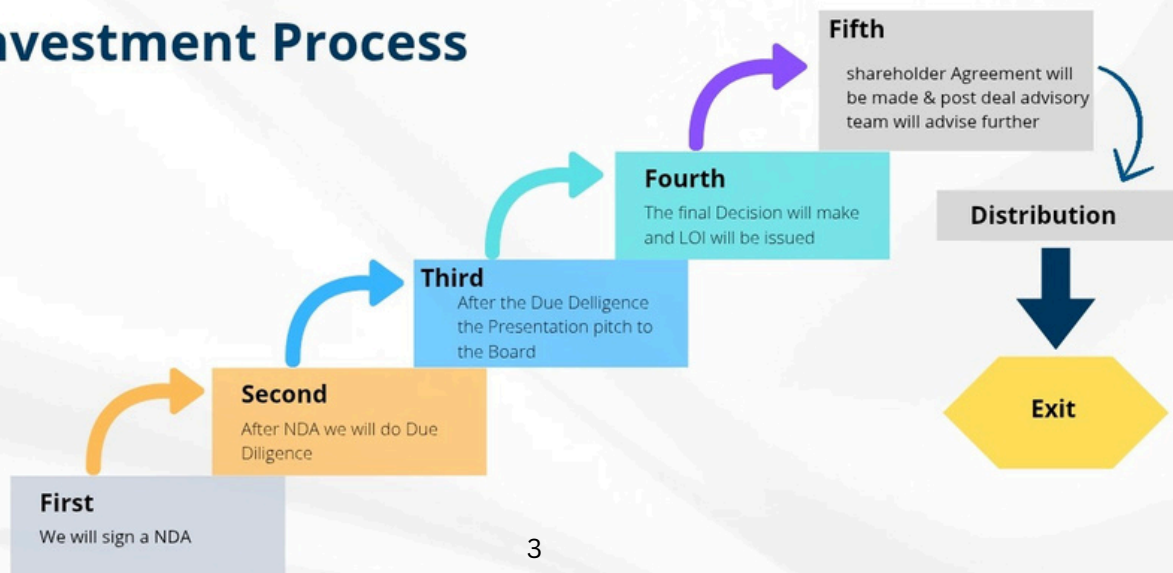 nvestment Process
First
We will sign a NDA
Second
After NDA we will do Due
Diligence
Third
After the Due Delligence
the Presentation pitch to
the Board
Fourth
The final Decision will make
and LOI will be issued
Fifth
shareholder Agreement will
be made & post deal advisory
team will advise further
Distribution
Exit
3